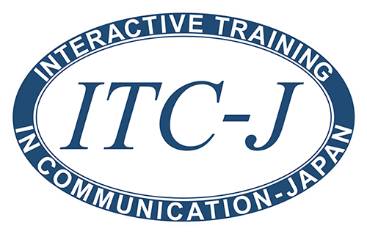 INTERACTIVE TRAINING
ITC-J
IN COMMUNICATION-JAPAN